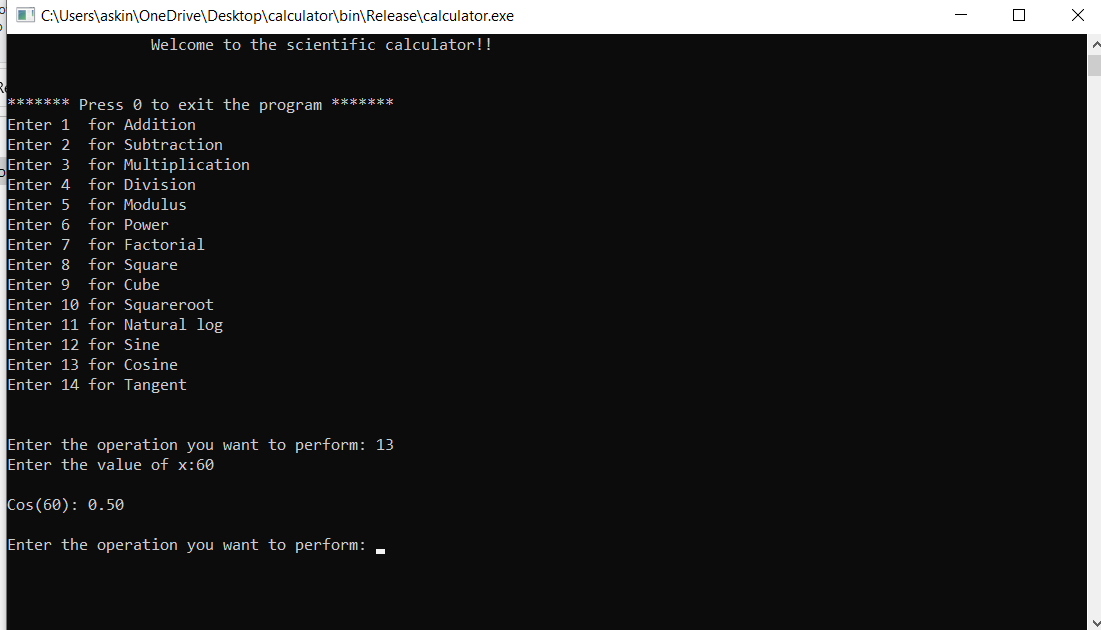 C:\Users\askin\OneDrive\Desktop\calculator\bin\Release\calculator.exe
Welcome to the scientific calculator!!
******* Press 0 to exit the program *******
Enter 1  for Addition
Enter 2  for Subtraction
Enter 3  for Multiplication
Enter 4  for Division
Enter 5  for Modulus
Enter 6  for Power
Enter 7  for Factorial
Enter 8  for Square
Enter 9  for Cube
Enter 10 for Squareroot
Enter 11 for Natural log
Enter 12 for Sine
Enter 13 for Cosine
Enter 14 for Tangent
Enter the operation you want to perform: 13
Enter the value of x:60
Cos(60): 0.50
Enter the operation you want to perform: